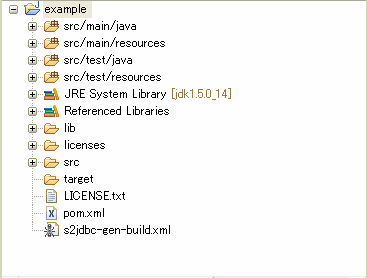 example
src/main/java
src/main/resources
src/test/java
src/test/resources
JRE System Library [jdk1.5.0_14]
Referenced Libraries
lib
licenses
src
target
LICENSE.txt
pom.xml
s2jdbc-gen-build.xml